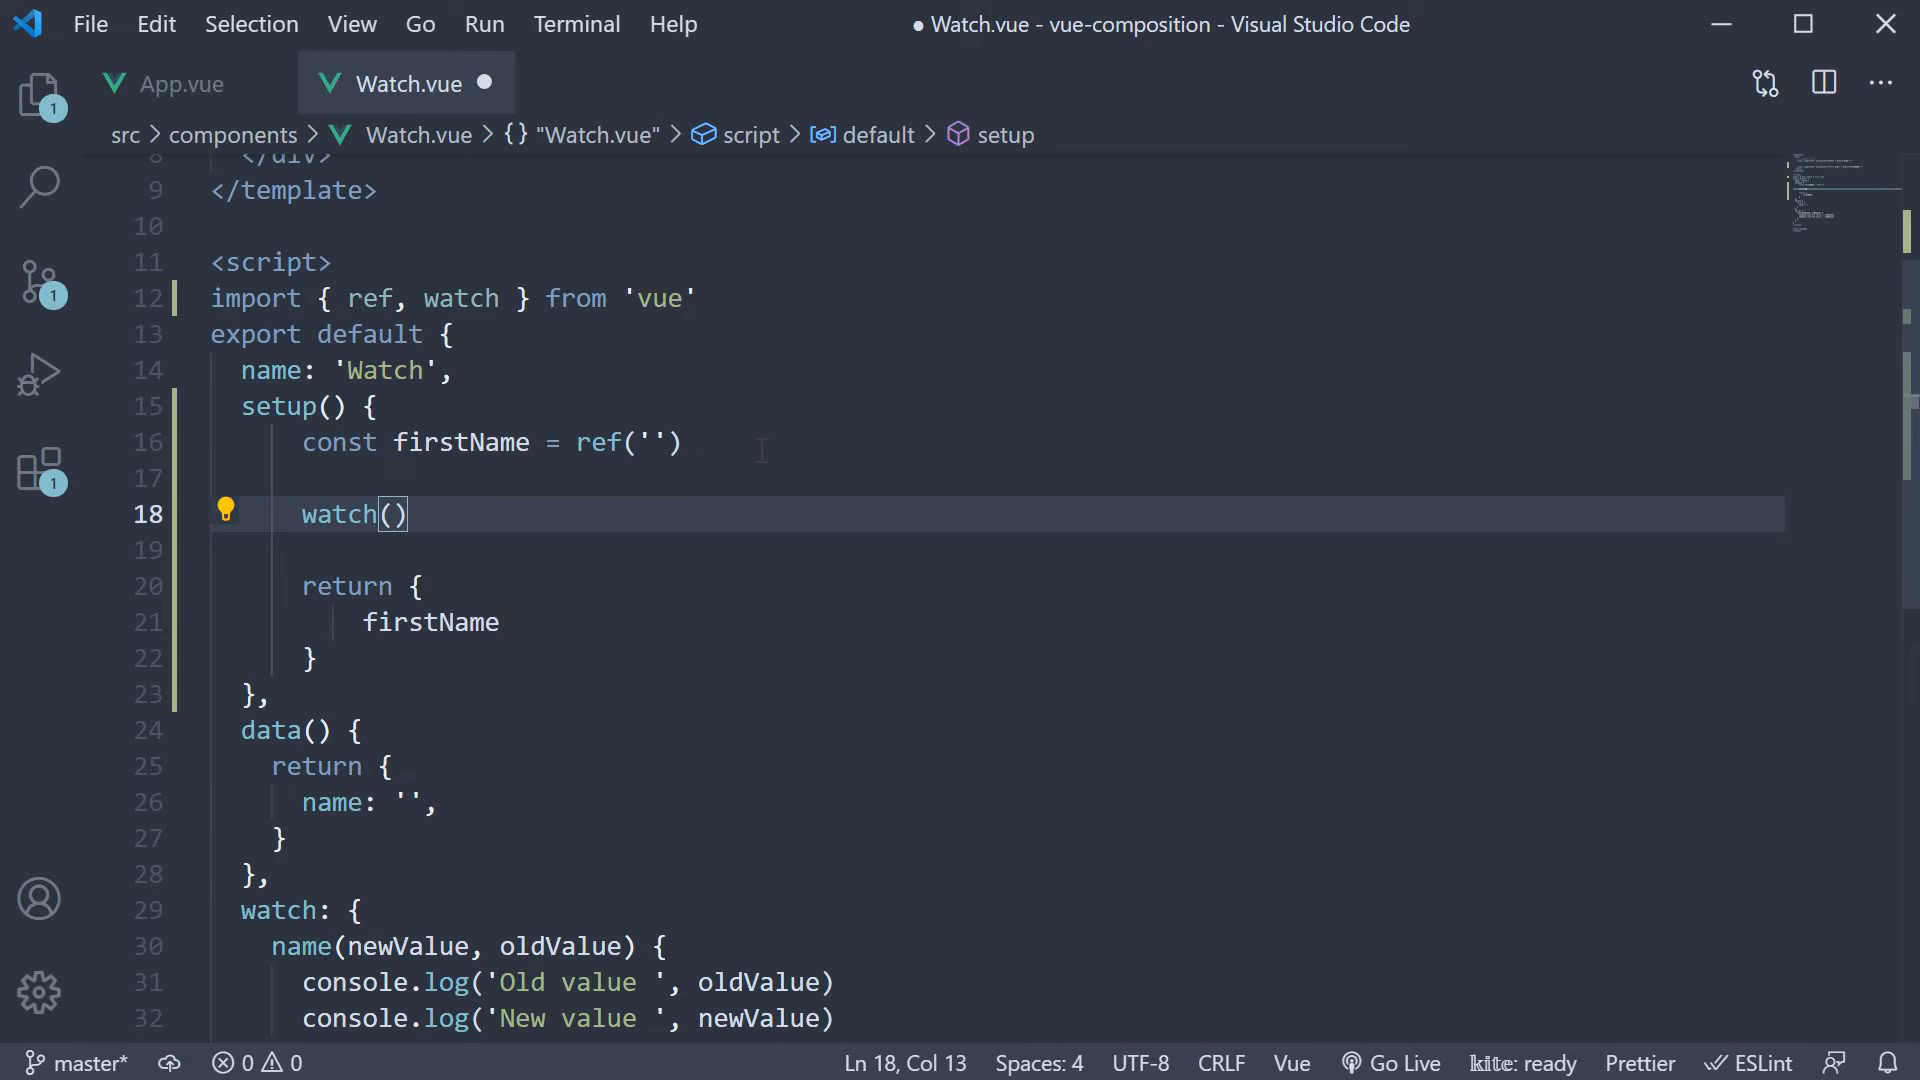 File Edit Selection View Go Run Terminal Help
● Watch.vue - vue-composition - Visual Studio Code
App.vue
Watch.vue
src > components > Watch.vue > {} "Watch.vue" > script > default > setup
8 </div>
9 </template>
10
11 <script>
12 import { ref, watch } from 'vue'
13 export default {
14 name: 'Watch',
15 setup() {
16 const firstName = ref('')
17
18 watch()
19
20 return {
21 firstName
22 }
23 },
24 data() {
25 return {
26 name: '',
27 }
28 },
29 watch: {
30 name(newValue, oldValue) {
31 console.log('Old value ', oldValue)
32 console.log('New value ', newValue)
1
1
1
master* 0 0 Ln 18, Col 13 Spaces: 4 UTF-8 CRLF Vue Go Live kite: ready Prettier ESLint